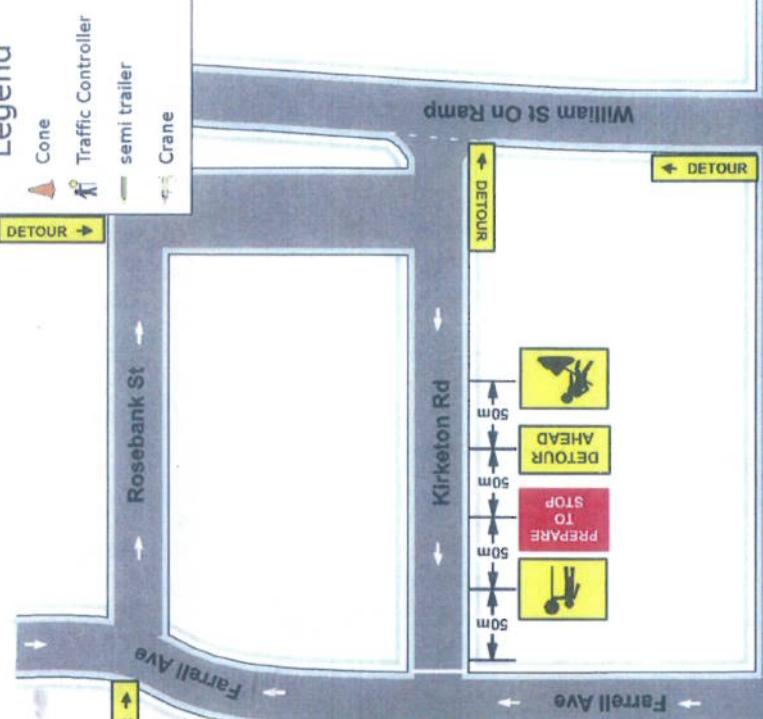 Legend
Cone
Traffic Controller
semi trailer
Crane
DETOUR
William St On Ramp
DETOUR
DETOUR
Rosebank St
Kirketon Rd
50m
50m
50m
50m
DETOUR
AHEAD
PREPARE
TO
STOP
Farrell Ave
Farrell Ave